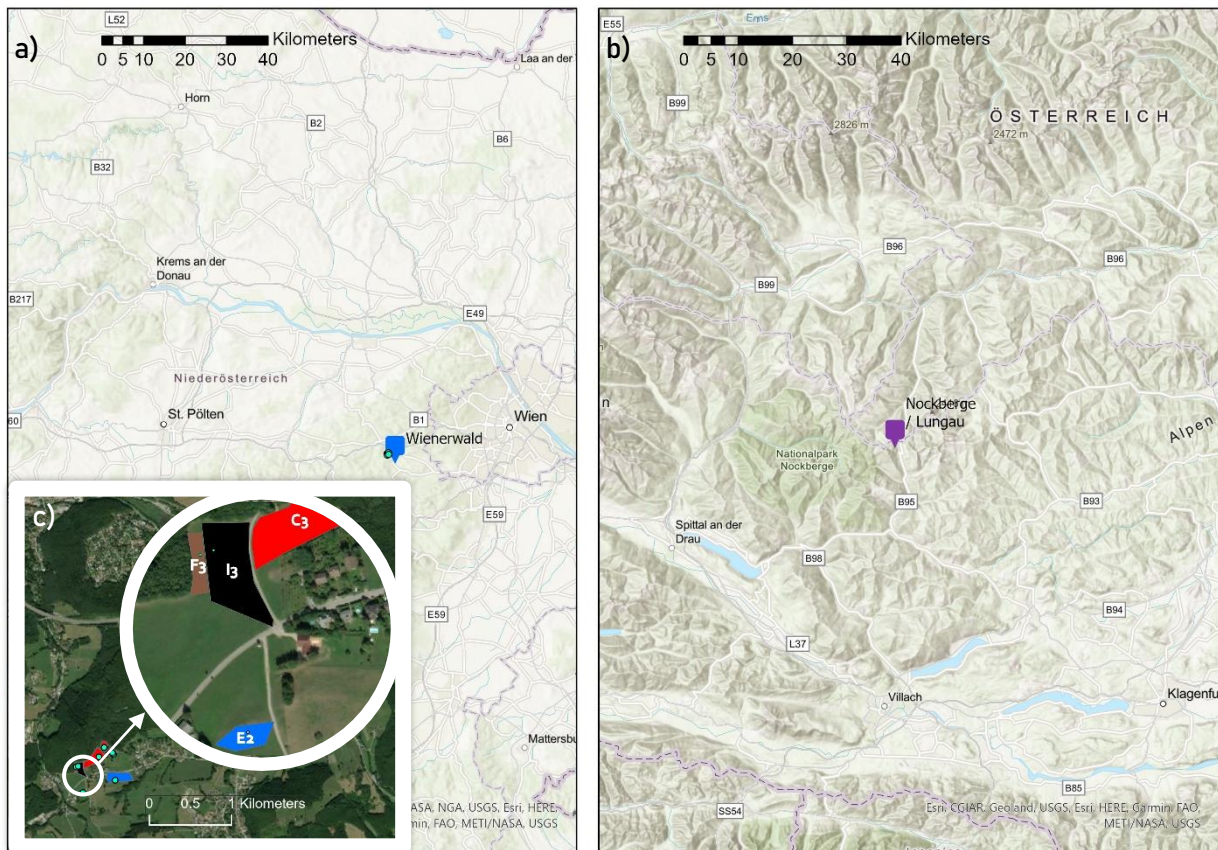 a)
Kilometers
0 5 10 20 30 40
L52
Laa an der
Horn
B2
B6
B32
Krems an der
Donau
B217
E49
Niederösterreich
60
St. Pölten
B1
Wien
Wienerwald
E59
E59
Mattersbu
ASA, NGA, USGS, Esri, HERE,
min, FAO, METI/NASA, USGS
c)
C3
F3
I3
E2
0 0.5 1 Kilometers
b)
Kilometers
0 5 10 20 30 40
E55
Enns
B99
ÖSTERREICH
2826 m
2472 m
B96
B96
B99
n
Nockberge
/ Lungau
Alpen
Nationalpark
Nockberge
B95
B93
Spittal an der
Drau
B98
B94
L37
Villach
Klagenfu
B85
SS54
Esri, CGIAR, Geoland, USGS, Esri, HERE, Garmin, FAO,
METI/NASA, USGS